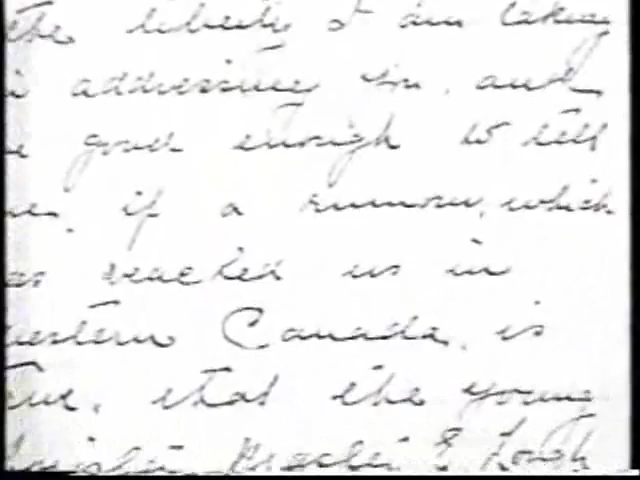 the liberty I am taking
addressing you, and
good enough to tell
if a rumour, which
reached us in
western Canada, is
true, that the young